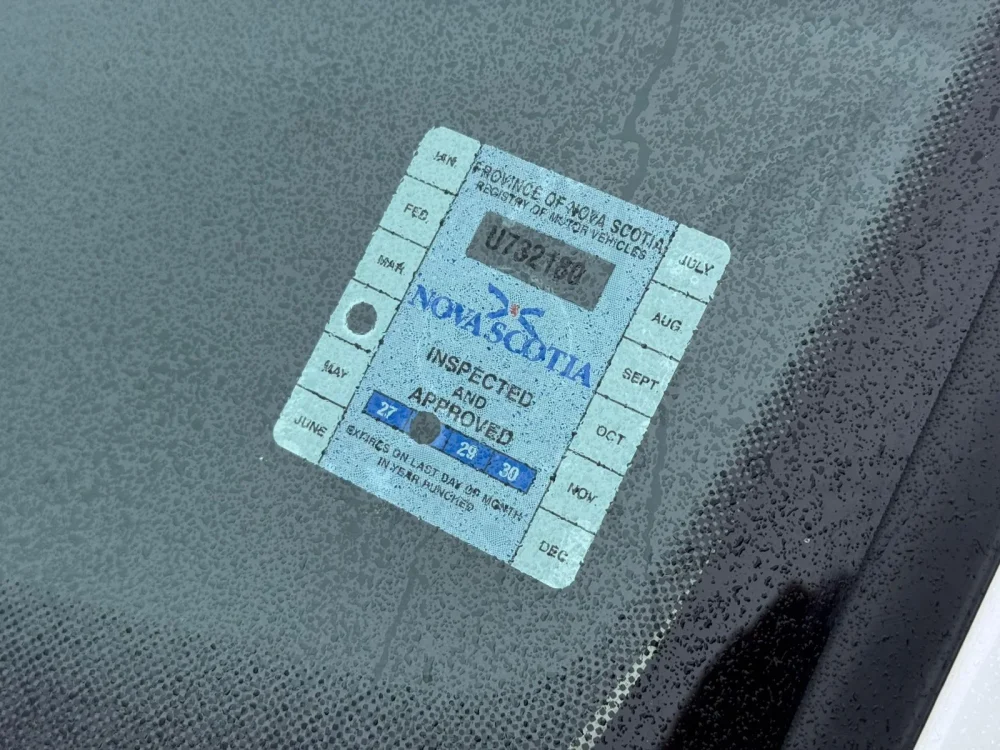 PROVINCE OF NOVA SCOTIA
REGISTRY OF MOTOR VEHICLES
U732180
NOVA SCOTIA
INSPECTED
AND
APPROVED
27 29 30
EXPIRES ON LAST DAY OF MONTH
IN YEAR PUNCHED
JAN.
FEB.
MAR.
MAY
JUNE
JULY
AUG.
SEPT
OCT
NOV
DEC.